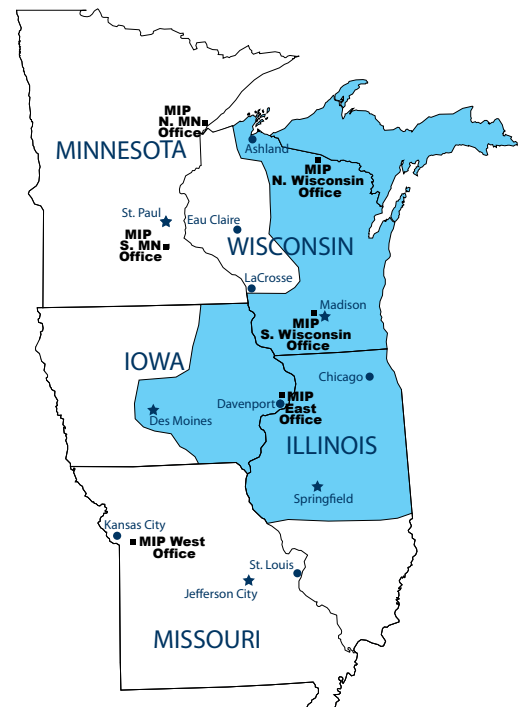 MIP
N. MN
Office
MINNESOTA
Ashland
MIP
N. Wisconsin
Office
St. Paul
Eau Claire
MIP
S. MN
Office
WISCONSIN
LaCrosse
Madison
MIP
S. Wisconsin
Office
IOWA
Chicago
Davenport
MIP
East
Office
Des Moines
ILLINOIS
Springfield
Kansas City
MIP West
Office
St. Louis
Jefferson City
MISSOURI